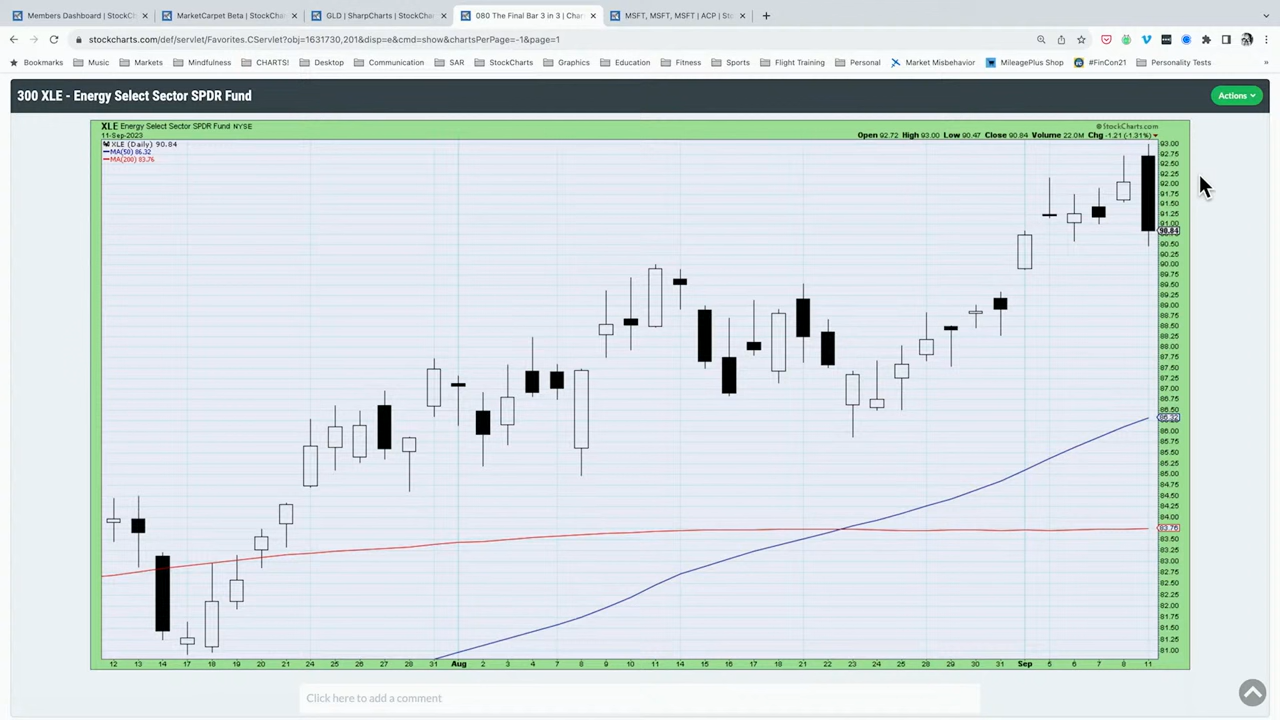 Members Dashboard | StockCh
MarketCarpet Beta | StockChar
GLD | SharpCharts | StockCha
080 The Final Bar 3 in 3 | Char
MSFT, MSFT, MSFT | ACP | St
stockcharts.com/def/servlet/Favorites.CServlet?obj=1631730,201&disp=e&cmd=show&chartsPerPage=-1&page=1
Bookmarks Music Markets Mindfulness CHARTS! Desktop Communication SAR StockCharts Graphics Education Fitness Sports Flight Training Personal Market Misbehavior MileagePlus Shop #FinCon21 Personality Tests »
300 XLE - Energy Select Sector SPDR Fund
Actions
XLE Energy Select Sector SPDR Fund NYSE
© StockCharts.com
11-Sep-2023
Open 92.72 High 93.00 Low 90.47 Close 90.84 Volume 22.0M Chg -1.21 (-1.31%)
XLE (Daily) 90.84
MA(50) 86.32
MA(200) 83.76
93.00
92.75
92.50
92.25
92.00
91.75
91.50
91.25
91.00
90.84
90.50
90.25
90.00
89.75
89.50
89.25
89.00
88.75
88.50
88.25
88.00
87.75
87.50
87.25
87.00
86.75
86.50
86.32
86.00
85.75
85.50
85.25
85.00
84.75
84.50
84.25
84.00
83.76
83.50
83.25
83.00
82.75
82.50
82.25
82.00
81.75
81.50
81.25
81.00
12 13 14 17 18 19 20 21 24 25 26 27 28 31 Aug 2 3 4 7 8 9 10 11 14 15 16 17 18 21 22 23 24 25 28 29 30 31 Sep 5 6 7 8 11
Click here to add a comment